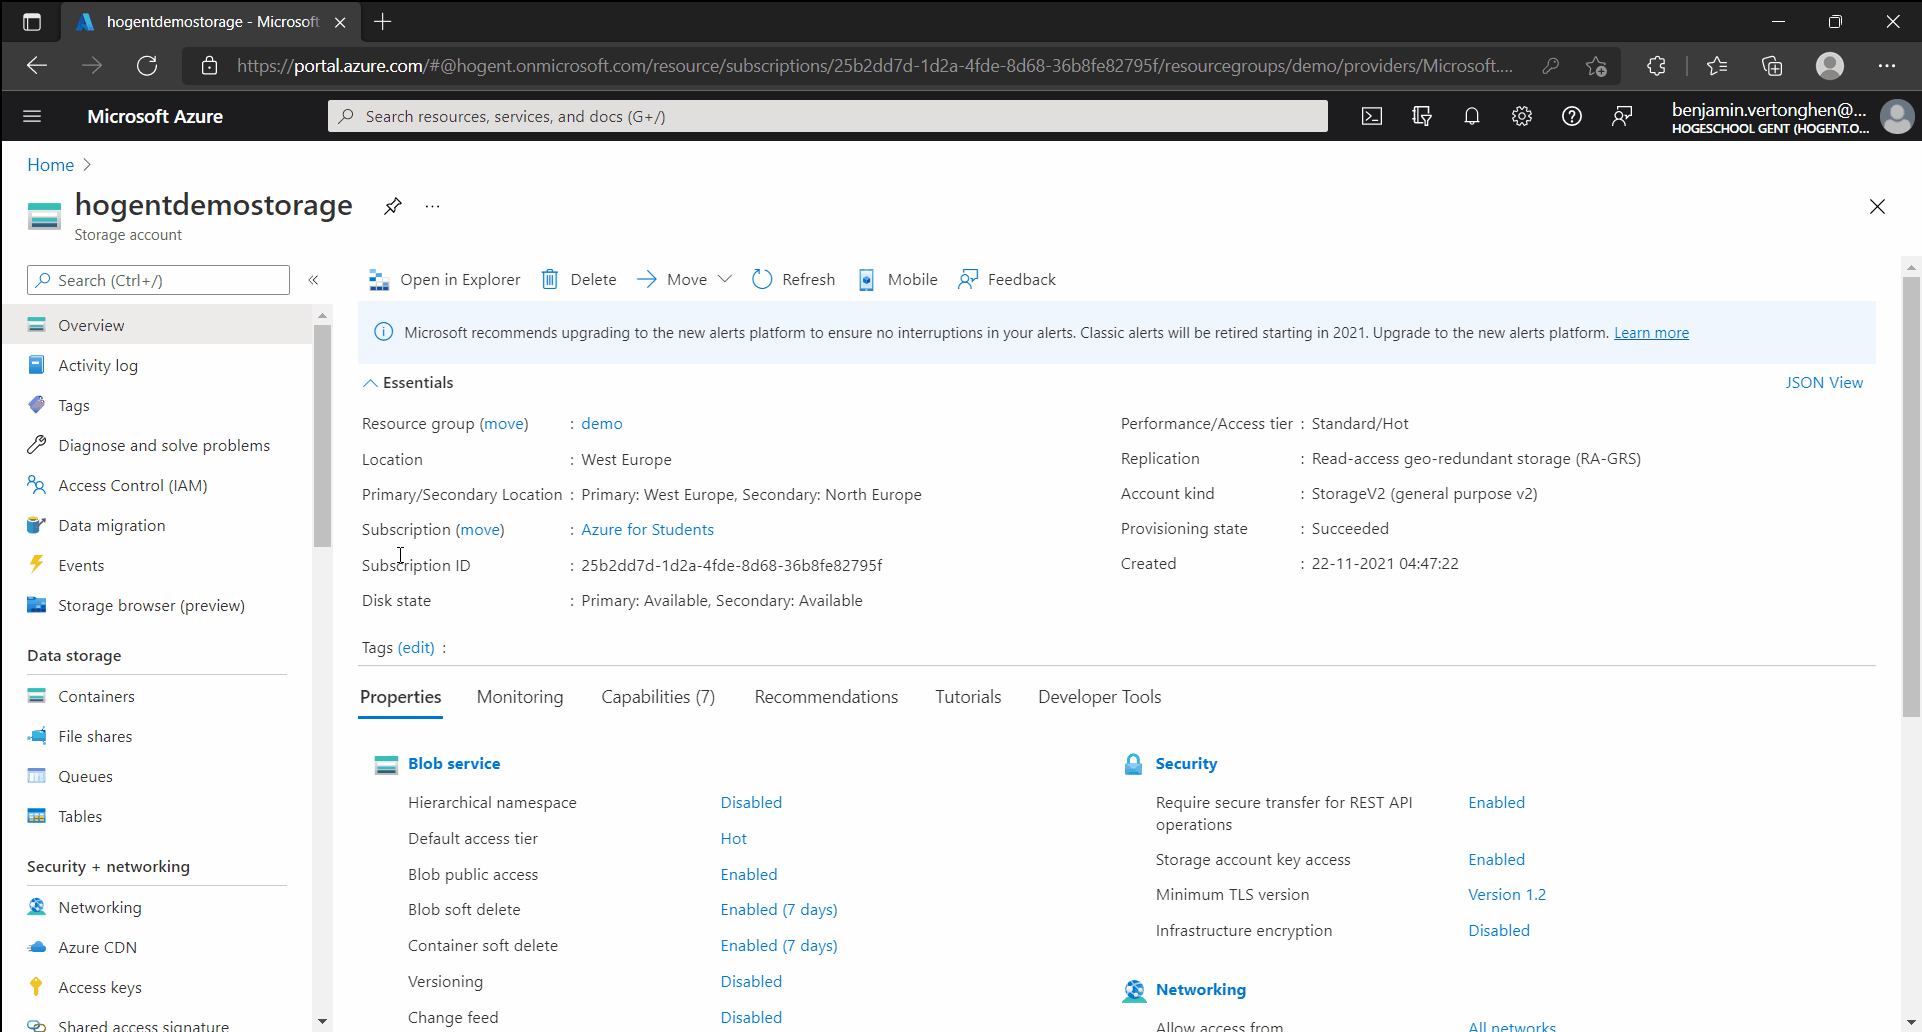 hogentdemostorage - Microsoft
https://portal.azure.com/#@hogent.onmicrosoft.com/resource/subscriptions/25b2dd7d-1d2a-4fde-8d68-36b8fe82795f/resourcegroups/demo/providers/Microsoft....
Microsoft Azure
Search resources, services, and docs (G+/)
benjamin.vertonghen@...
HOGESCHOOL GENT (HOGENT.O...
Home
hogentdemostorage
Storage account
Search (Ctrl+/)
Overview
Activity log
Tags
Diagnose and solve problems
Access Control (IAM)
Data migration
Events
Storage browser (preview)
Data storage
Containers
File shares
Queues
Tables
Security + networking
Networking
Azure CDN
Access keys
Shared access signature
Open in Explorer
Delete
Move
Refresh
Mobile
Feedback
Microsoft recommends upgrading to the new alerts platform to ensure no interruptions in your alerts. Classic alerts will be retired starting in 2021. Upgrade to the new alerts platform. Learn more
Essentials
JSON View
Resource group (move) : demo
Location : West Europe
Primary/Secondary Location : Primary: West Europe, Secondary: North Europe
Subscription (move) : Azure for Students
Subscription ID : 25b2dd7d-1d2a-4fde-8d68-36b8fe82795f
Disk state : Primary: Available, Secondary: Available
Performance/Access tier : Standard/Hot
Replication : Read-access geo-redundant storage (RA-GRS)
Account kind : StorageV2 (general purpose v2)
Provisioning state : Succeeded
Created : 22-11-2021 04:47:22
Tags (edit) :
Properties
Monitoring
Capabilities (7)
Recommendations
Tutorials
Developer Tools
Blob service
Hierarchical namespace Disabled
Default access tier Hot
Blob public access Enabled
Blob soft delete Enabled (7 days)
Container soft delete Enabled (7 days)
Versioning Disabled
Change feed Disabled
Security
Require secure transfer for REST API Enabled
operations
Storage account key access Enabled
Minimum TLS version Version 1.2
Infrastructure encryption Disabled
Networking
Allow access from All networks